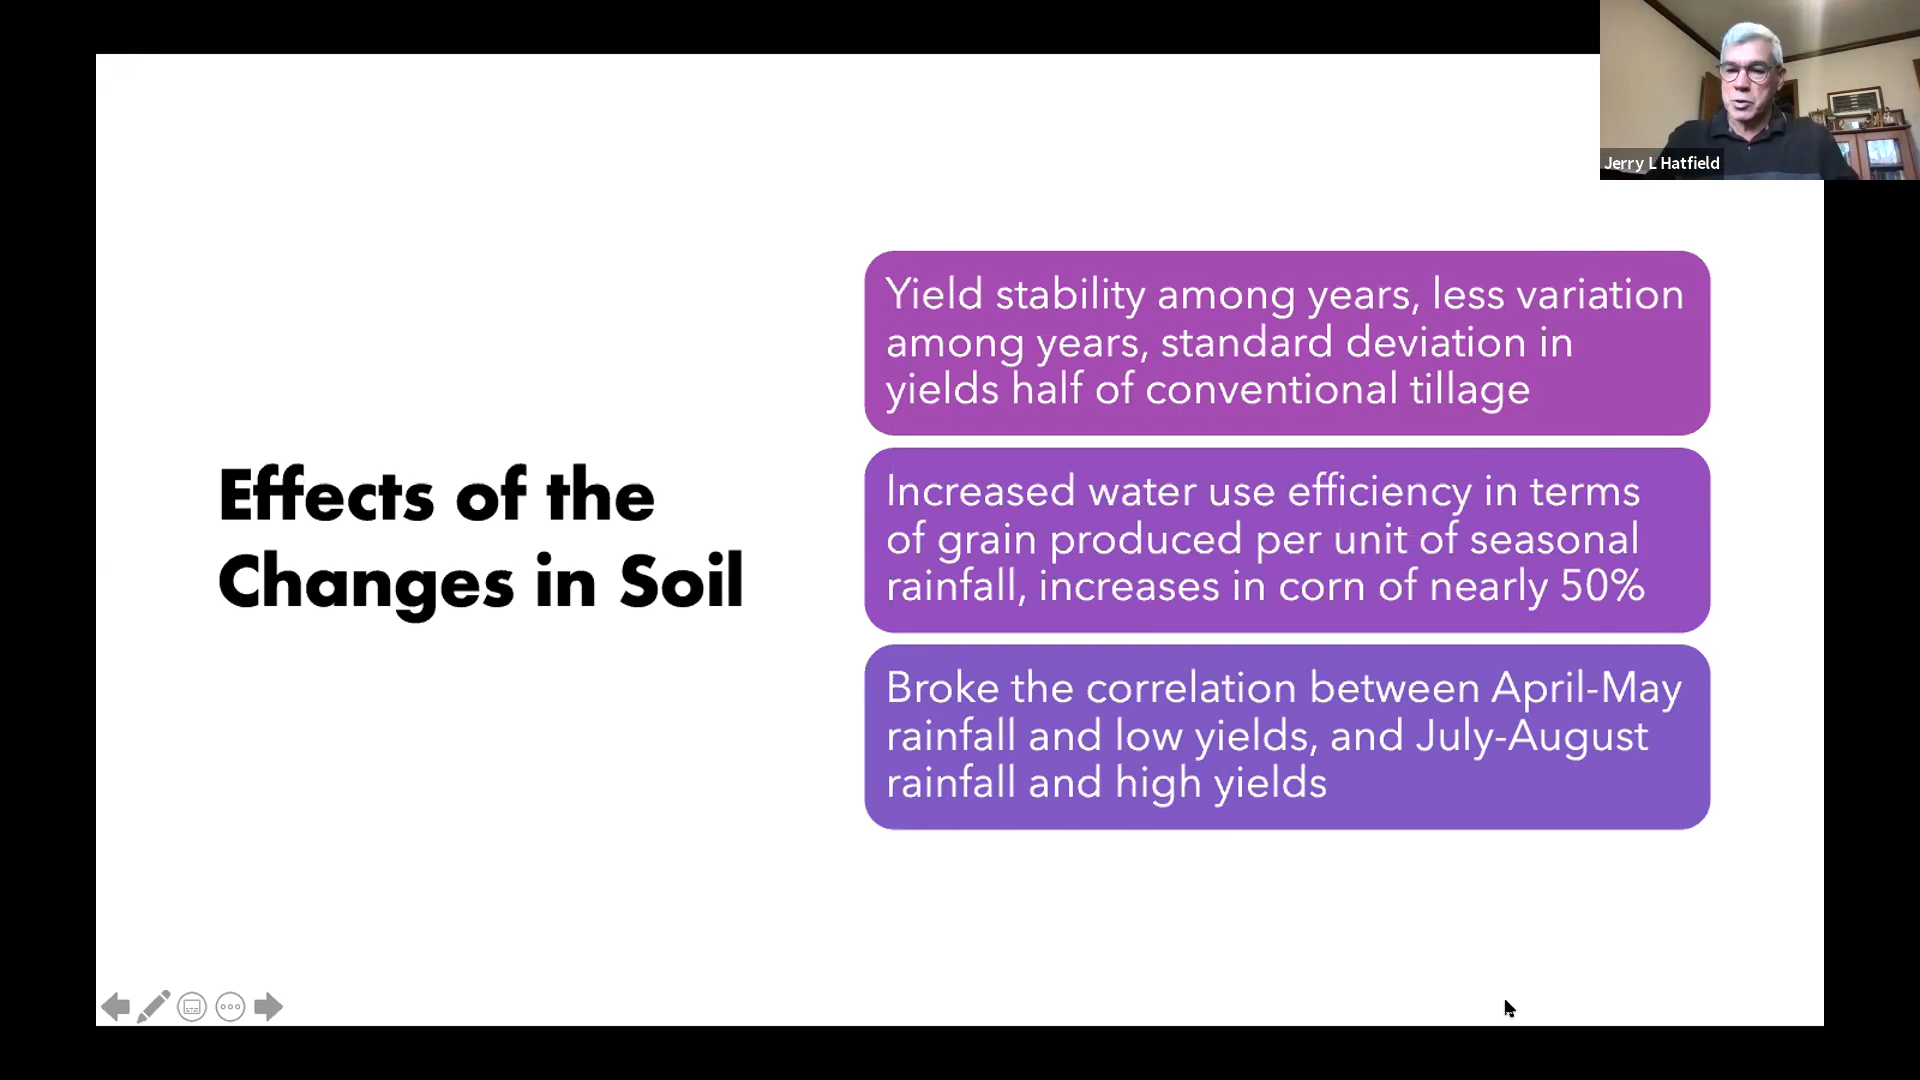 Jerry L Hatfield
Effects of the
Changes in Soil
Yield stability among years, less variation
among years, standard deviation in
yields half of conventional tillage
Increased water use efficiency in terms
of grain produced per unit of seasonal
rainfall, increases in corn of nearly 50%
Broke the correlation between April-May
rainfall and low yields, and July-August
rainfall and high yields